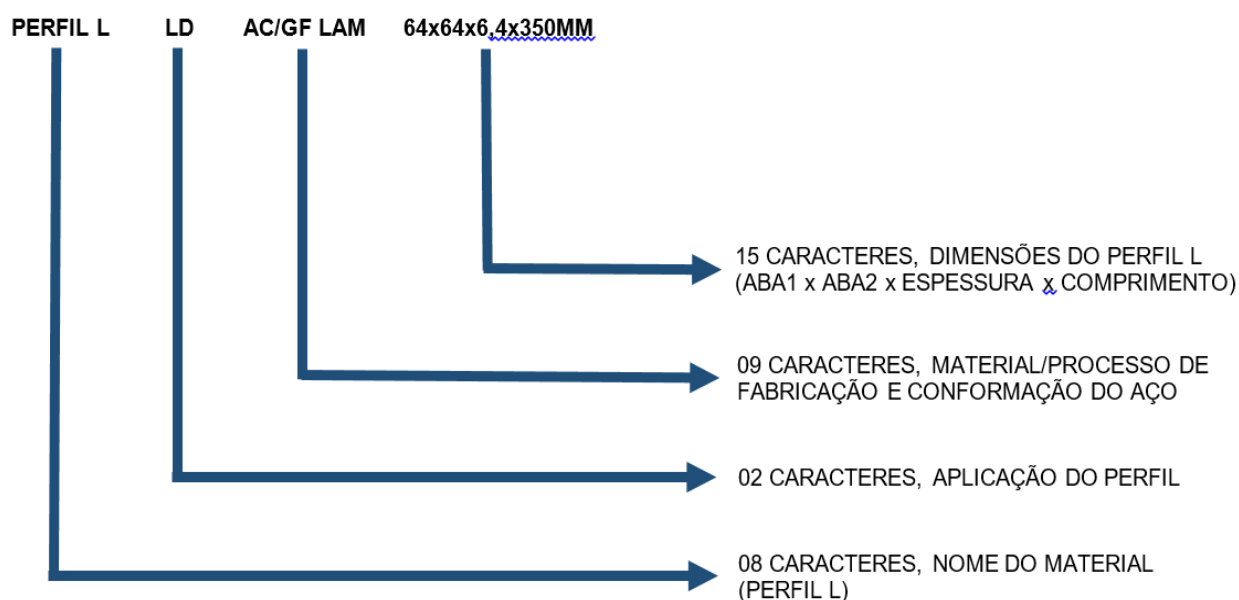 PERFIL L LD AC/GF LAM 64x64x6,4x350MM
15 CARACTERES, DIMENSÕES DO PERFIL L
(ABA1 x ABA2 x ESPESSURA x COMPRIMENTO)
09 CARACTERES, MATERIAL/PROCESSO DE
FABRICAÇÃO E CONFORMAÇÃO DO AÇO
02 CARACTERES, APLICAÇÃO DO PERFIL
08 CARACTERES, NOME DO MATERIAL
(PERFIL L)